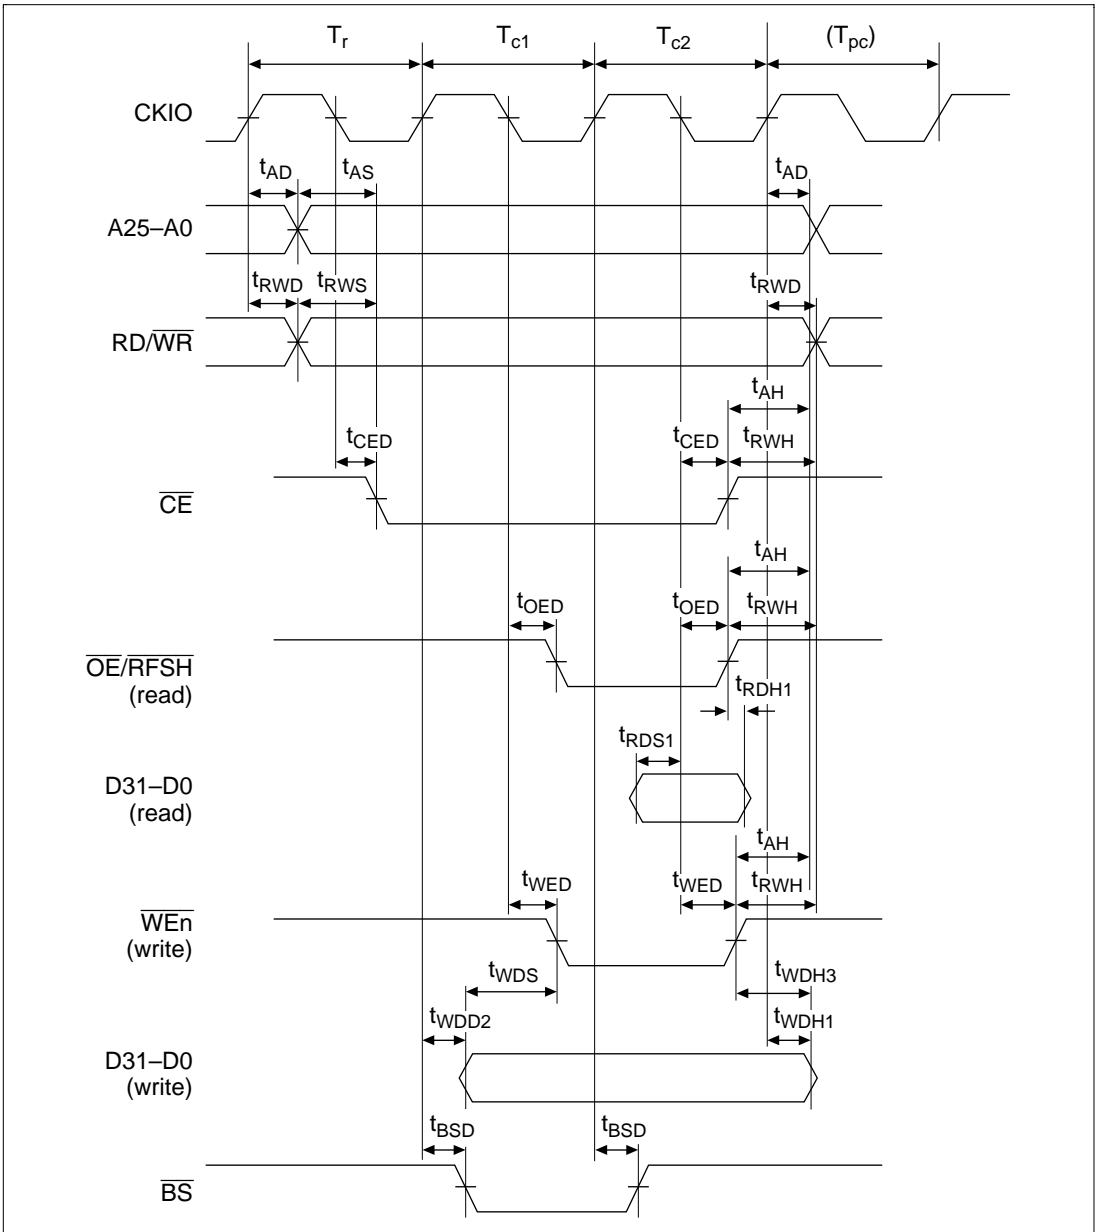 Tr Tc1 Tc2 (Tpc)
CKIO
tAD tAS tAD
A25–A0
tRWD tRWS tRWD
RD/WR
tAH
tCED tCED tRWH
CE
tAH
tOED tOED tRWH
OE/RFSH
(read)
tRDH1
tRDS1
D31–D0
(read)
tAH
tWED tWED tRWH
WEn
(write)
tWDS tWDH3
tWDD2 tWDH1
D31–D0
(write)
tBSD tBSD
BS